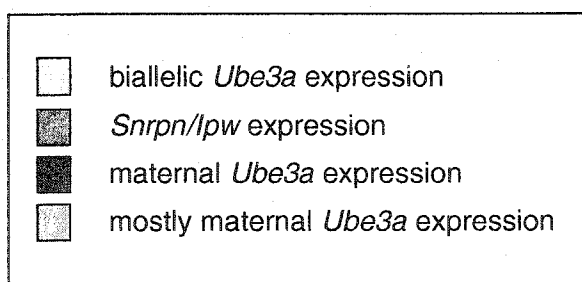 biallelic Ube3a expression
Snrpn/Ipw expression
maternal Ube3a expression
mostly maternal Ube3a expression